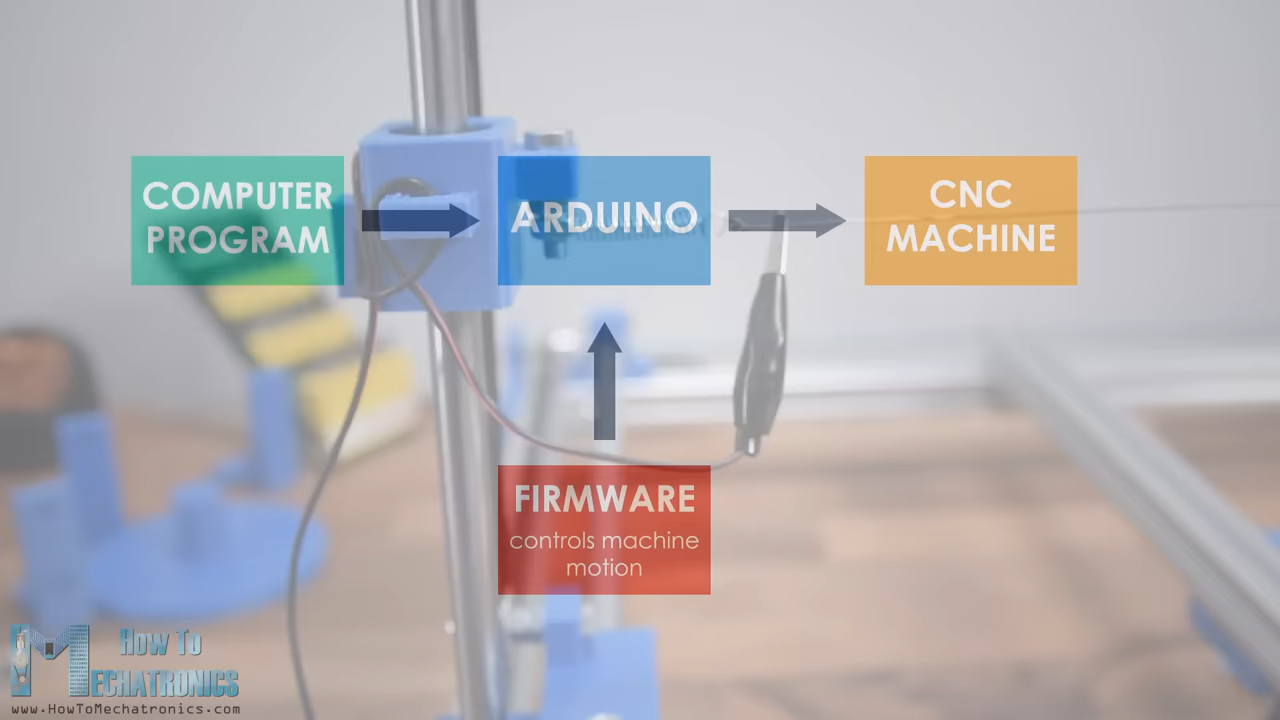 COMPUTER
PROGRAM
ARDUINO
CNC
MACHINE
FIRMWARE
controls machine
motion
How To
MECHATRONICS
www.HowToMechatronics.com